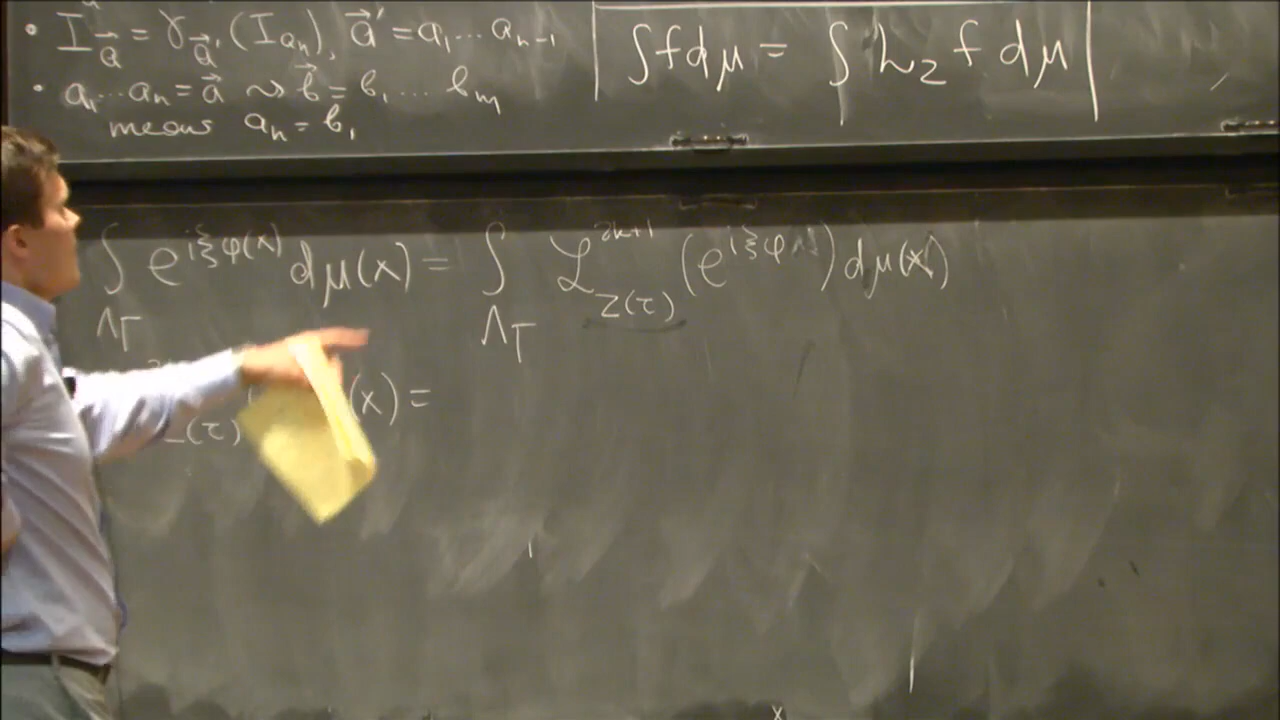 • I_{\vec{a}} = γ_{\vec{a}'}(I_{a_n}), \vec{a}' = a_1 ... a_{n-1}
• a_1...a_n = \vec{a} ⇝ \vec{b} = b_1 ... b_m
means a_n = b_1
∫f dμ = ∫ L_Z f dμ
∫_{Λ_Γ} e^{iξφ(x)} dμ(x) = ∫_{Λ_Γ} ℒ^{2k+1}_{Z(τ)} (e^{iξφ}) dμ(x)
(τ) (x) =